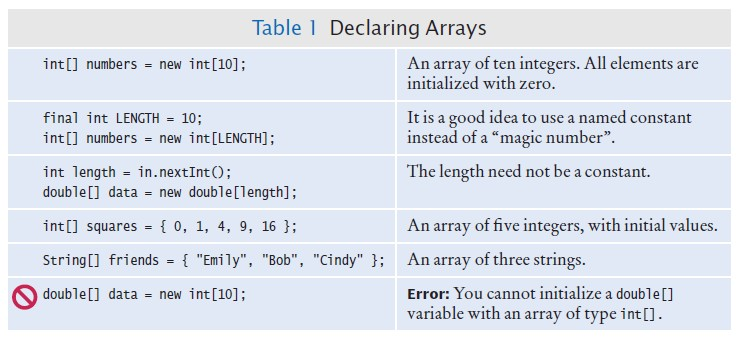 Table 1 Declaring Arrays
int[] numbers = new int[10];
An array of ten integers. All elements are
initialized with zero.
final int LENGTH = 10;
int[] numbers = new int[LENGTH];
It is a good idea to use a named constant
instead of a “magic number”.
int length = in.nextInt();
double[] data = new double[length];
The length need not be a constant.
int[] squares = { 0, 1, 4, 9, 16 };
An array of five integers, with initial values.
String[] friends = { "Emily", "Bob", "Cindy" };
An array of three strings.
double[] data = new int[10];
Error: You cannot initialize a double[]
variable with an array of type int[].